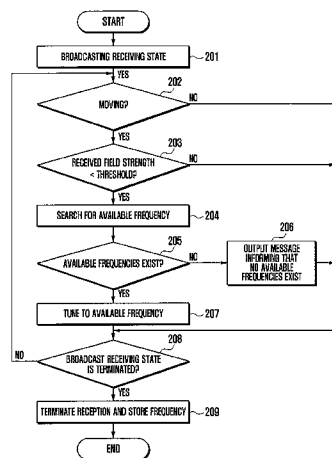 START
BROADCASTING RECEIVING STATE
201
YES
202
MOVING?
NO
YES
203
RECEIVED FIELD STRENGTH
< THRESHOLD?
NO
YES
SEARCH FOR AVAILABLE FREQUENCY
204
205
206
AVAILABLE FREQUENCIES EXIST?
NO
OUTPUT MESSAGE
INFORMING THAT
NO AVAILABLE
FREQUENCIES EXIST
YES
TUNE TO AVAILABLE FREQUENCY
207
208
NO
BROADCAST RECEIVING STATE
IS TERMINATED?
YES
TERMINATE RECEPTION AND STORE FREQUENCY
209
END